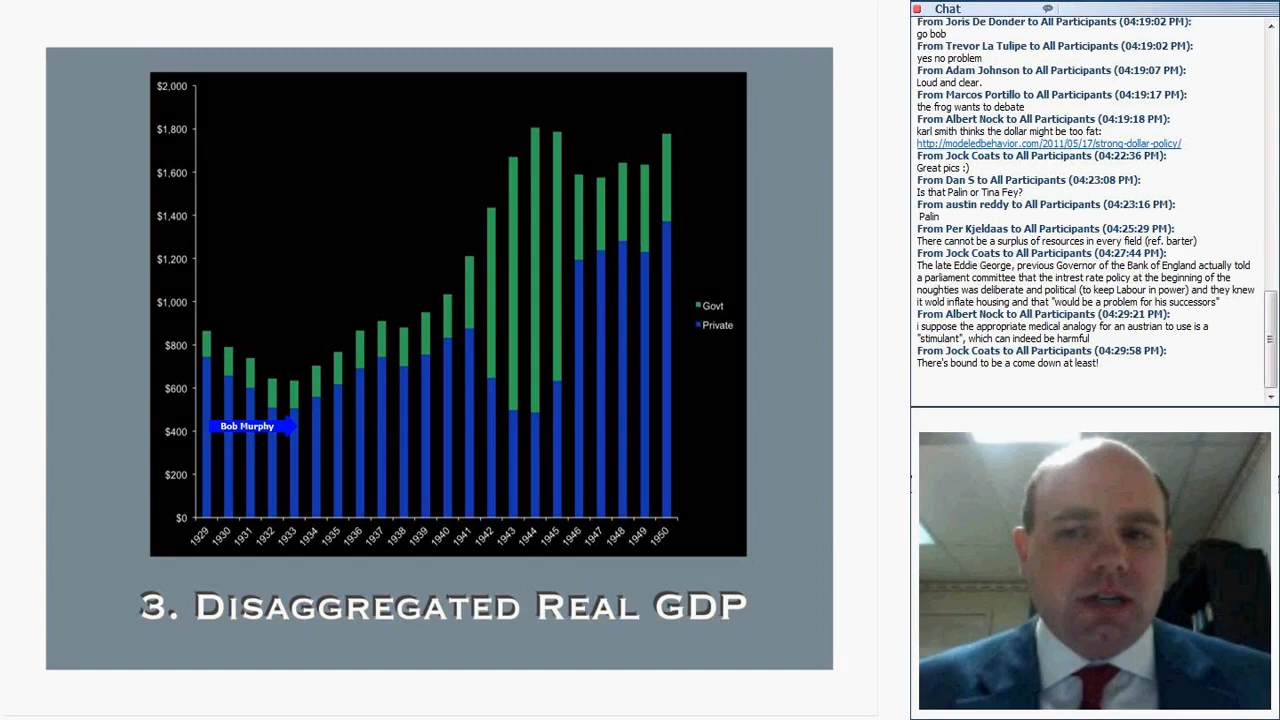 $2,000
$1,800
$1,600
$1,400
$1,200
$1,000
$800
$600
$400
$200
$0
Govt
Private
Bob Murphy
1929 1930 1931 1932 1933 1934 1935 1936 1937 1938 1939 1940 1941 1942 1943 1944 1945 1946 1947 1948 1949 1950
3. Disaggregated Real GDP
Chat
From Joris De Donder to All Participants (04:19:02 PM):
go bob
From Trevor La Tulipe to All Participants (04:19:02 PM):
yes no problem
From Adam Johnson to All Participants (04:19:07 PM):
Loud and clear.
From Marcos Portillo to All Participants (04:19:17 PM):
the frog wants to debate
From Albert Nock to All Participants (04:19:18 PM):
karl smith thinks the dollar might be too fat:
http://modeledbehavior.com/2011/05/17/strong-dollar-policy/
From Jock Coats to All Participants (04:22:36 PM):
Great pics :)
From Dan S to All Participants (04:23:08 PM):
Is that Palin or Tina Fey?
From austin reddy to All Participants (04:23:16 PM):
Palin
From Per Kjeldaas to All Participants (04:25:29 PM):
There cannot be a surplus of resources in every field (ref. barter)
From Jock Coats to All Participants (04:27:44 PM):
The late Eddie George, previous Governor of the Bank of England actually told
a parliament committee that the intrest rate policy at the beginning of the
noughties was deliberate and political (to keep Labour in power) and they knew
it wold inflate housing and that "would be a problem for his successors"
From Albert Nock to All Participants (04:29:21 PM):
i suppose the appropriate medical analogy for an austrian to use is a
"stimulant", which can indeed be harmful
From Jock Coats to All Participants (04:29:58 PM):
There's bound to be a come down at least!